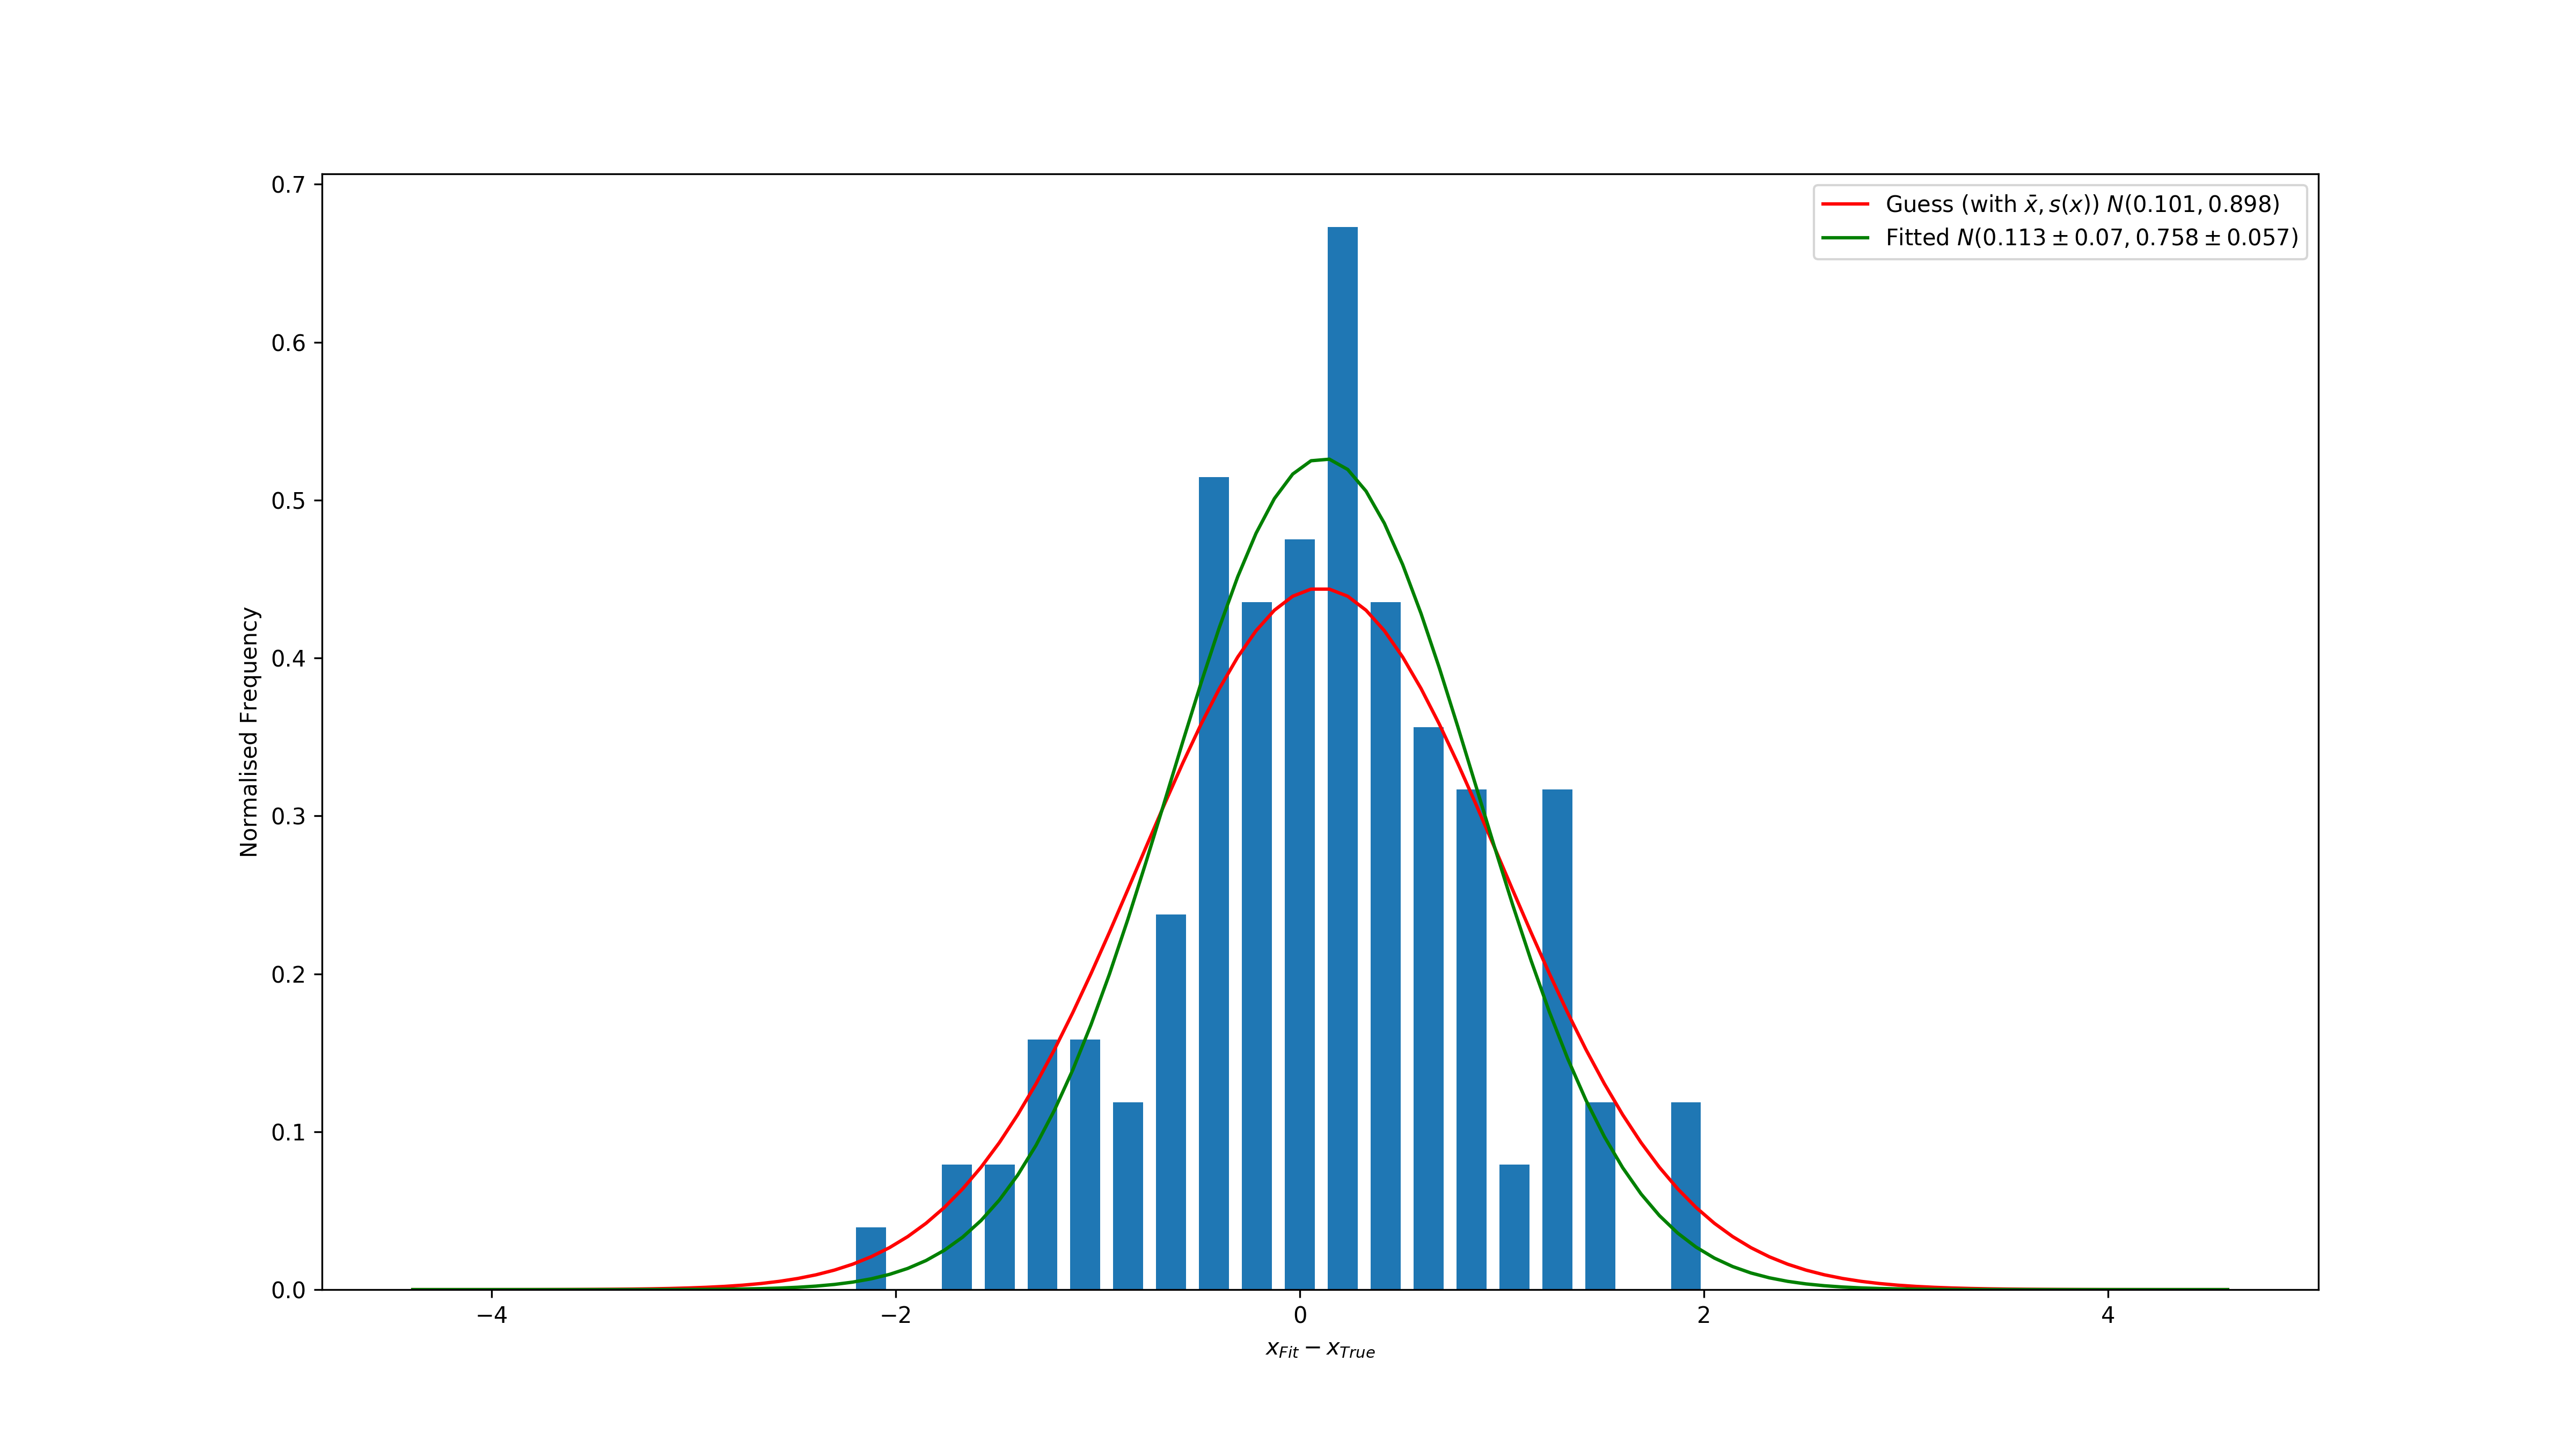 Guess (with x̄, s(x)) N(0.101, 0.898)
Fitted N(0.113 ± 0.07, 0.758 ± 0.057)
0.7
0.6
0.5
0.4
0.3
0.2
0.1
0.0
Normalised Frequency
−4 −2 0 2 4
x_Fit − x_True